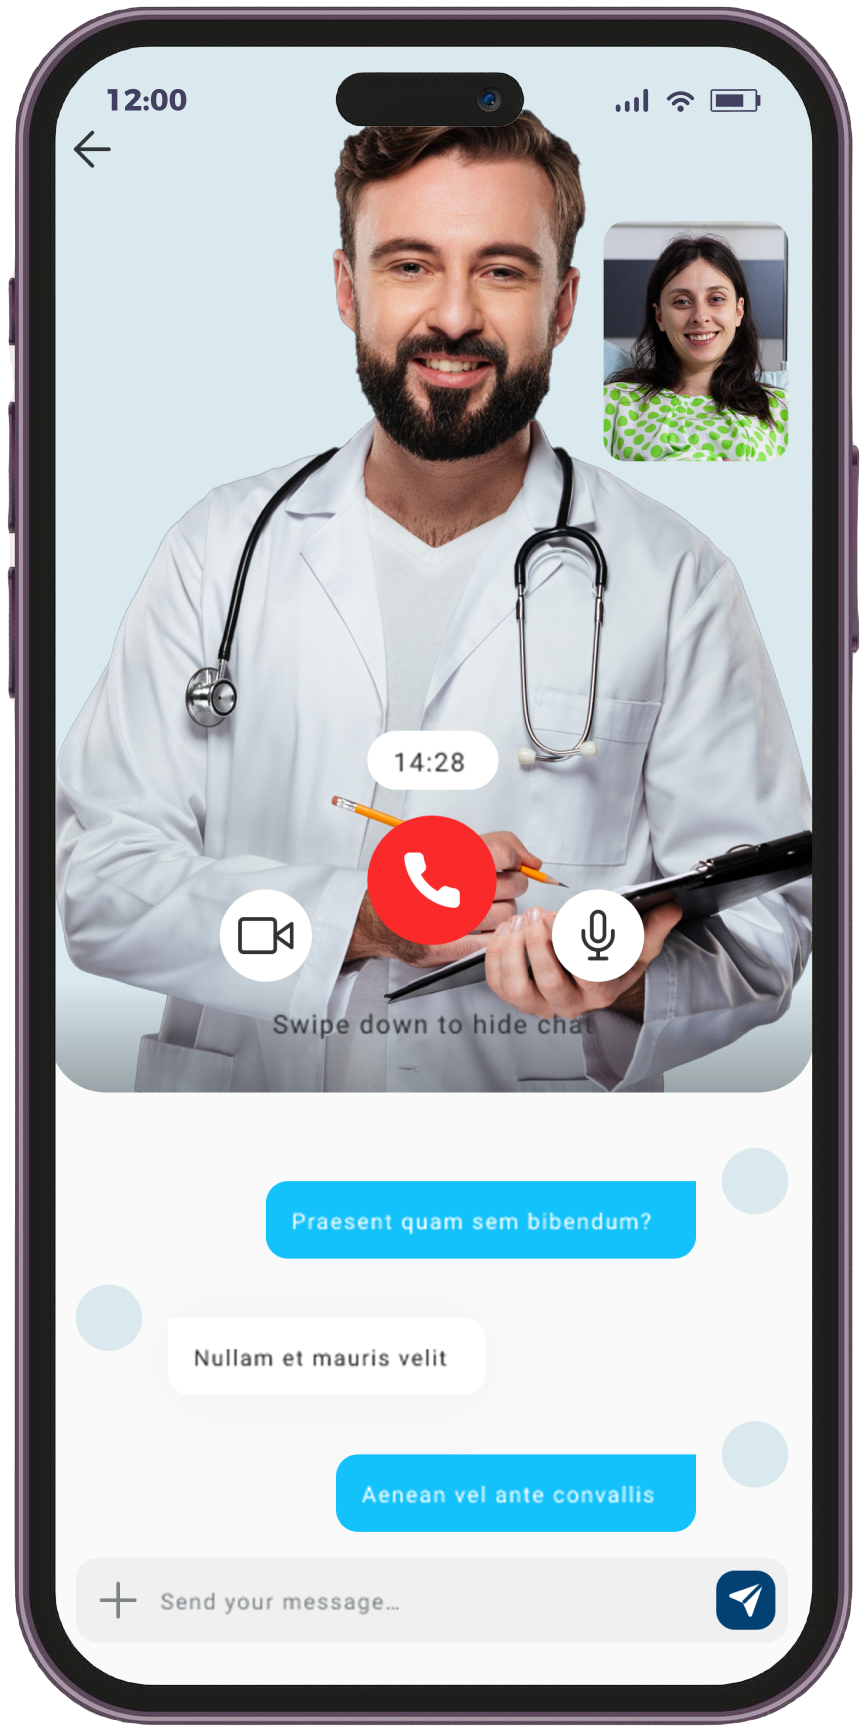 12:00
14:28
Swipe down to hide chat
Praesent quam sem bibendum?
Nullam et mauris velit
Aenean vel ante convallis
Send your message...